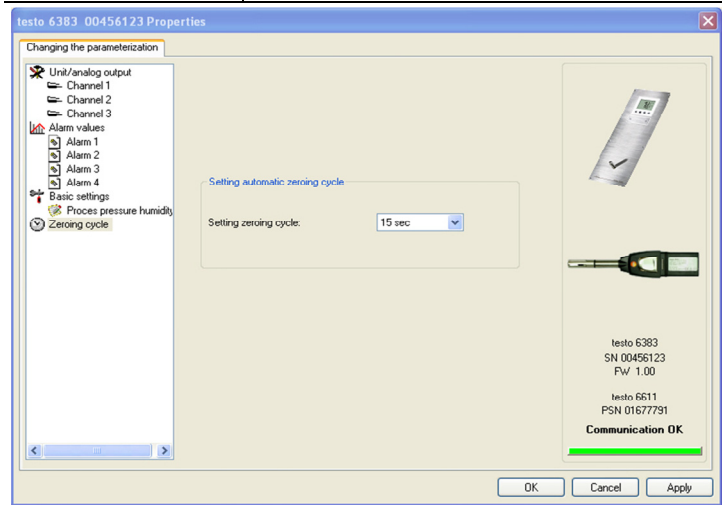 testo 6383 00456123 Properties
Changing the parameterization
Unit/analog output
Channel 1
Channel 2
Channel 3
Alarm values
Alarm 1
Alarm 2
Alarm 3
Alarm 4
Basic settings
Proces pressure humidity
Zeroing cycle
Setting automatic zeroing cycle
Setting zeroing cycle:
15 sec
testo 6383
SN 00456123
FW 1.00
testo 6611
PSN 01677791
Communication OK
OK
Cancel
Apply